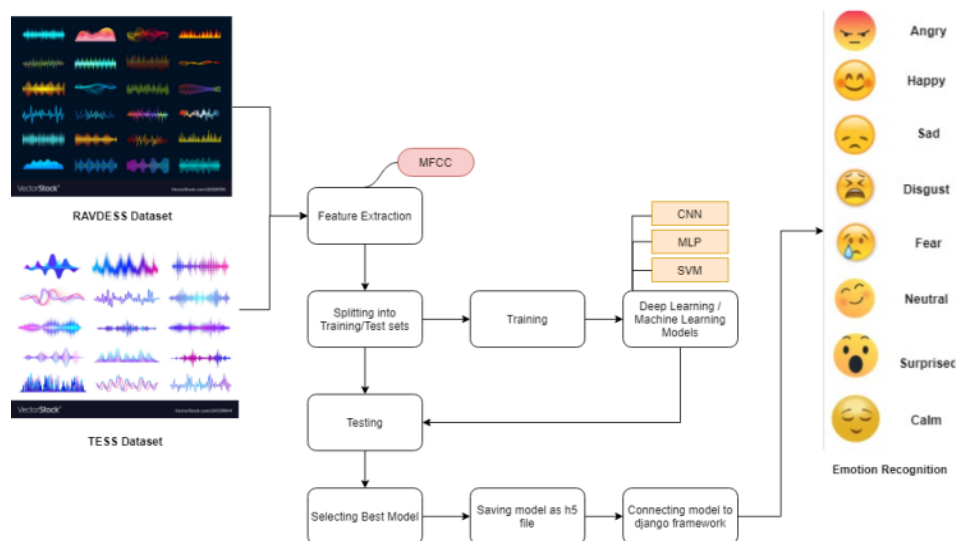 VectorStock
RAVDESS Dataset
VectorStock
TESS Dataset
MFCC
Feature Extraction
Splitting into
Training/Test sets
Training
CNN
MLP
SVM
Deep Learning /
Machine Learning
Models
Testing
Selecting Best Model
Saving model as h5
file
Connecting model to
django framework
Angry
Happy
Sad
Disgust
Fear
Neutral
Surprised
Calm
Emotion Recognition